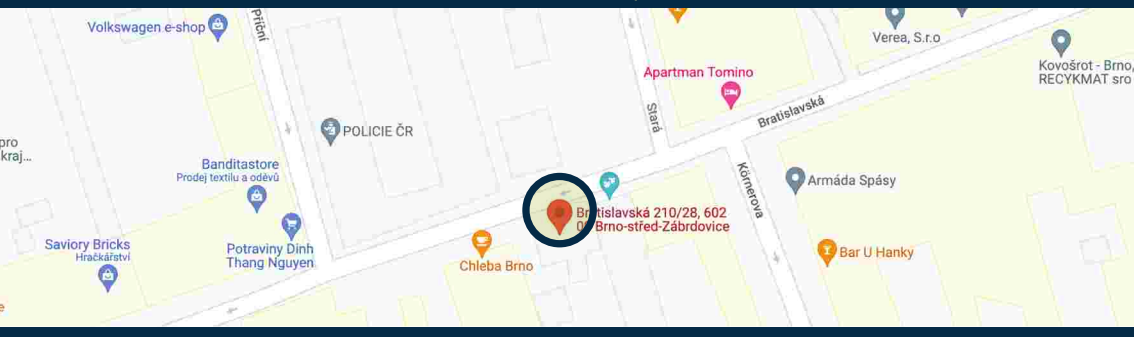 Volkswagen e-shop
Příční
Verea, S.r.o
Kovošrot - Brno,
RECYKMAT sro
Apartman Tomino
Stará
Bratislavská
POLICIE ČR
pro
kraj...
Banditastore
Prodej textilu a oděvů
Körnerova
Armáda Spásy
Bratislavská 210/28, 602
Brno-střed-Zábrdovice
Saviory Bricks
Hračkářství
Potraviny Dinh
Thang Nguyen
Chleba Brno
Bar U Hanky